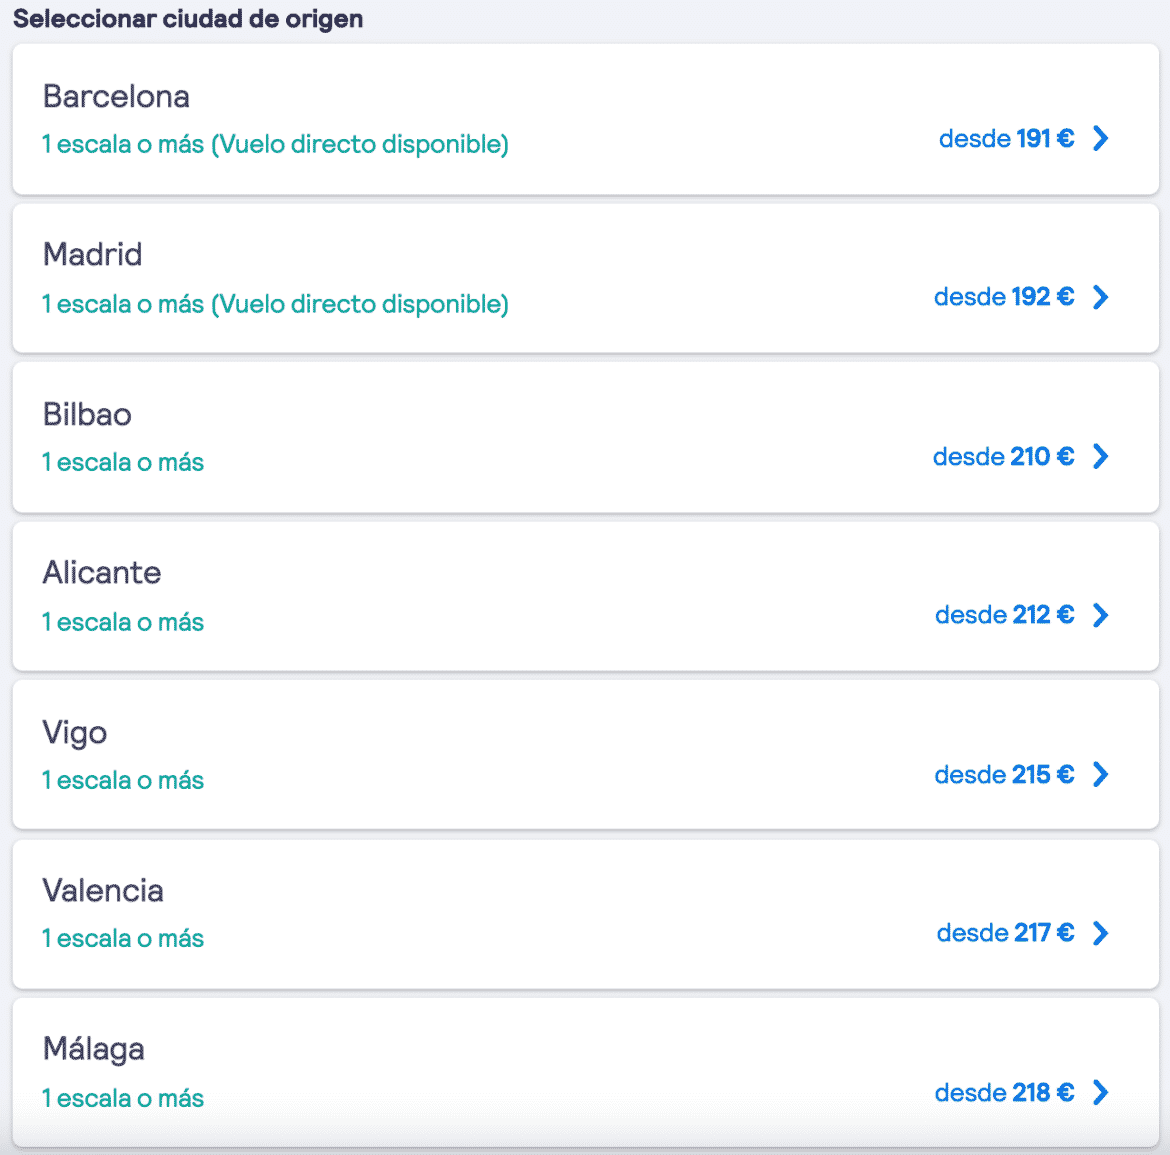 Seleccionar ciudad de origen
Barcelona
1 escala o más (Vuelo directo disponible)
desde 191 €
Madrid
1 escala o más (Vuelo directo disponible)
desde 192 €
Bilbao
1 escala o más
desde 210 €
Alicante
1 escala o más
desde 212 €
Vigo
1 escala o más
desde 215 €
Valencia
1 escala o más
desde 217 €
Málaga
1 escala o más
desde 218 €